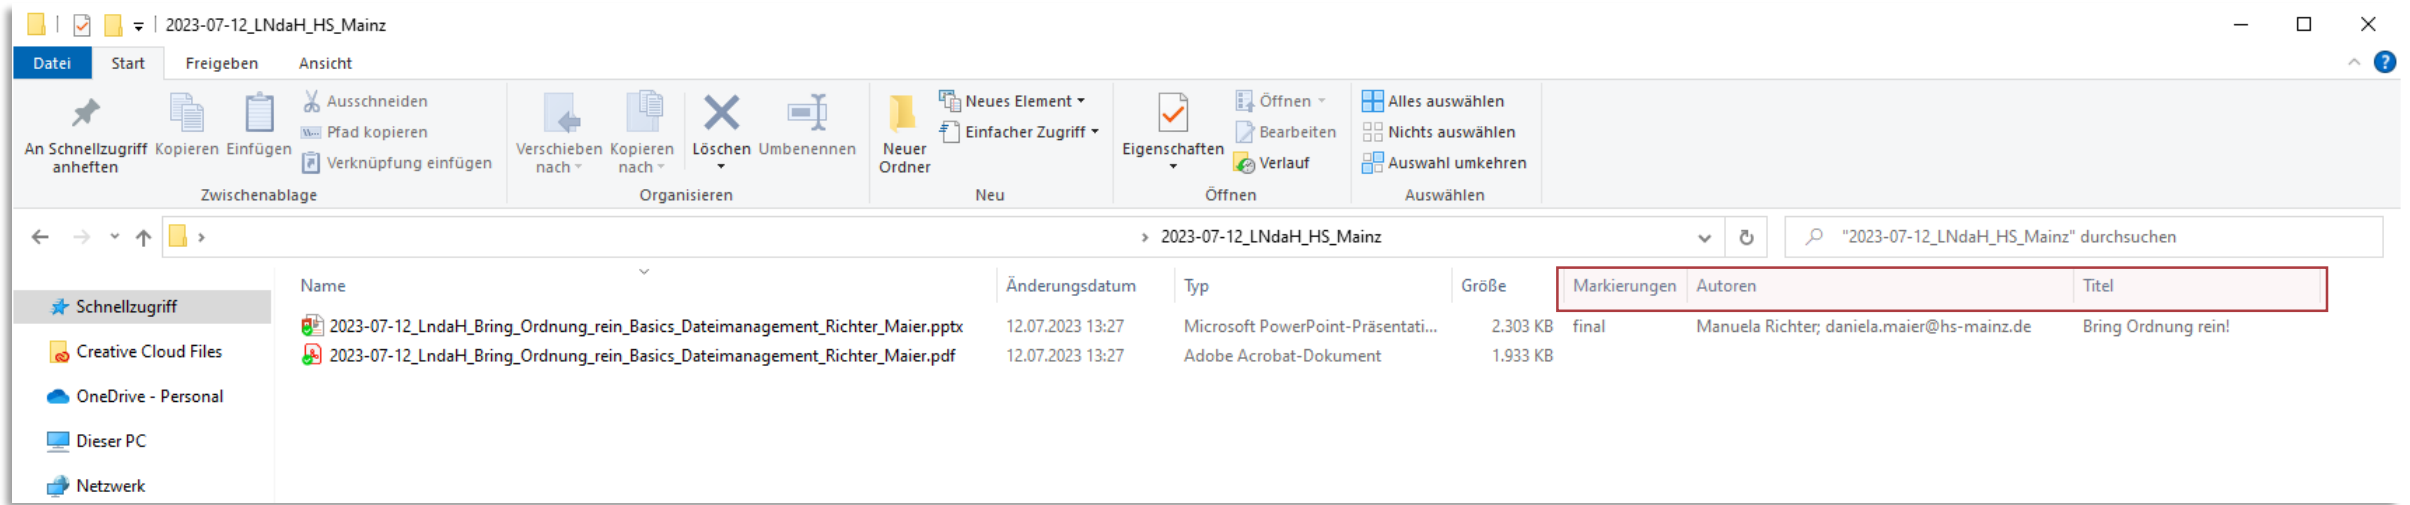 2023-07-12_LNdaH_HS_Mainz
Datei Start Freigeben Ansicht
An Schnellzugriff anheften
Kopieren
Einfügen
Ausschneiden
Pfad kopieren
Verknüpfung einfügen
Zwischenablage
Verschieben nach
Kopieren nach
Löschen
Umbenennen
Organisieren
Neuer Ordner
Neues Element
Einfacher Zugriff
Neu
Eigenschaften
Öffnen
Bearbeiten
Verlauf
Öffnen
Alles auswählen
Nichts auswählen
Auswahl umkehren
Auswählen
2023-07-12_LNdaH_HS_Mainz
"2023-07-12_LNdaH_HS_Mainz" durchsuchen
Schnellzugriff
Creative Cloud Files
OneDrive - Personal
Dieser PC
Netzwerk
Name Änderungsdatum Typ Größe Markierungen Autoren Titel
2023-07-12_LndaH_Bring_Ordnung_rein_Basics_Dateimanagement_Richter_Maier.pptx 12.07.2023 13:27 Microsoft PowerPoint-Präsentati... 2.303 KB final Manuela Richter; daniela.maier@hs-mainz.de Bring Ordnung rein!
2023-07-12_LndaH_Bring_Ordnung_rein_Basics_Dateimanagement_Richter_Maier.pdf 12.07.2023 13:27 Adobe Acrobat-Dokument 1.933 KB